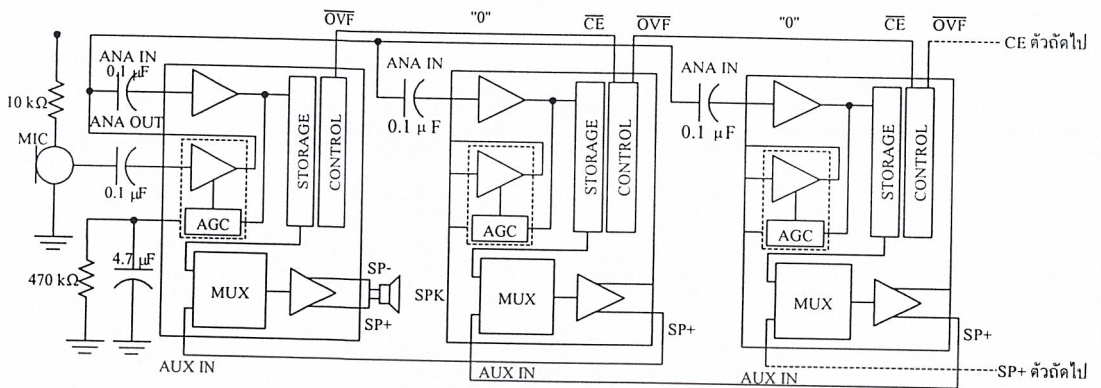 OVF
"0"
CE
OVF
"0"
CE
OVF
CE ตัวถัดไป
ANA IN
0.1 μF
ANA IN
ANA IN
10 kΩ
ANA OUT
0.1 μF
0.1 μF
MIC
0.1 μF
STORAGE
CONTROL
STORAGE
CONTROL
STORAGE
CONTROL
AGC
AGC
AGC
4.7 μF
470 kΩ
MUX
SP-
SP+
SPK
MUX
SP+
MUX
SP+
AUX IN
AUX IN
AUX IN
SP+ ตัวถัดไป